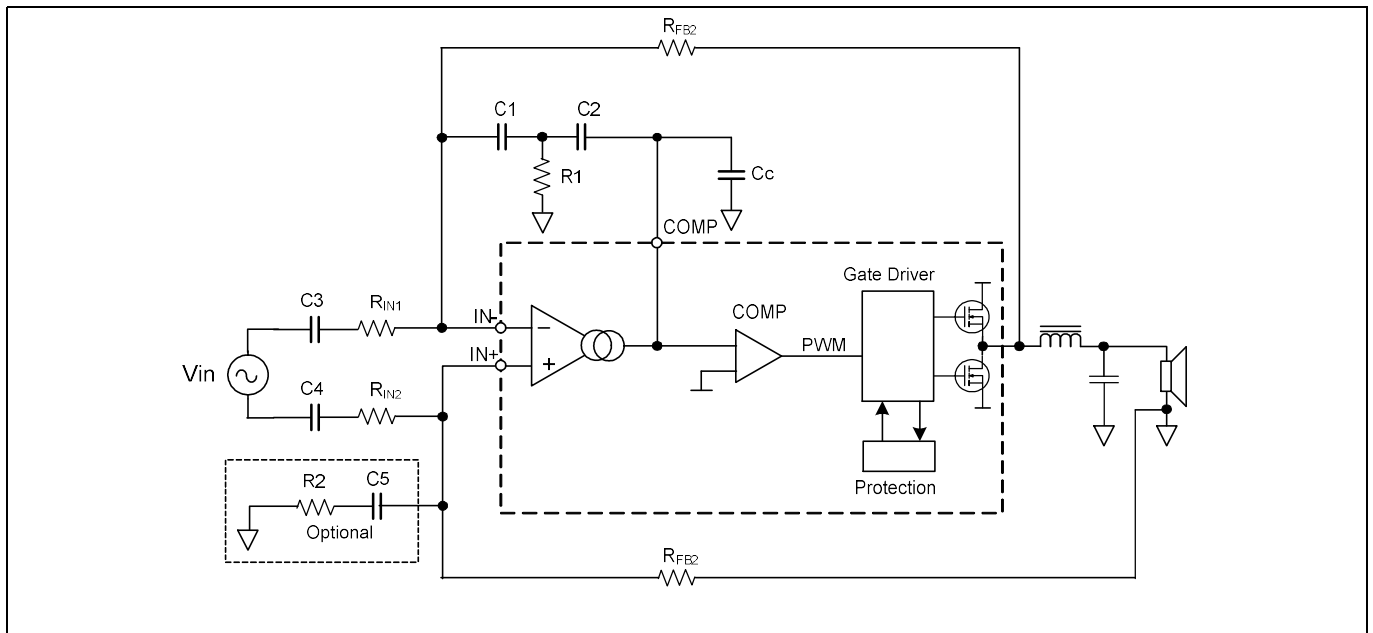 RFB2
C1
C2
R1
Cc
COMP
Gate Driver
C3
RIN1
IN-
COMP
PWM
IN+
Vin
C4
RIN2
R2
C5
Optional
Protection
RFB2